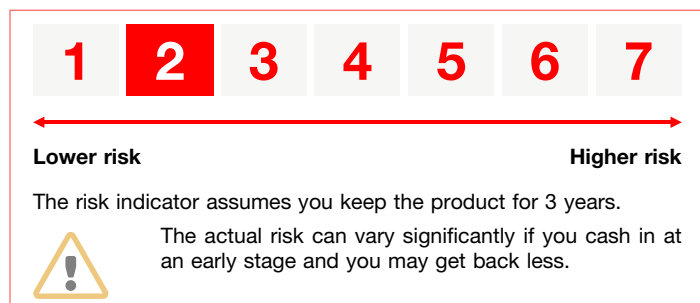 1 2 3 4 5 6 7
Lower risk Higher risk
The risk indicator assumes you keep the product for 3 years.
The actual risk can vary significantly if you cash in at
an early stage and you may get back less.